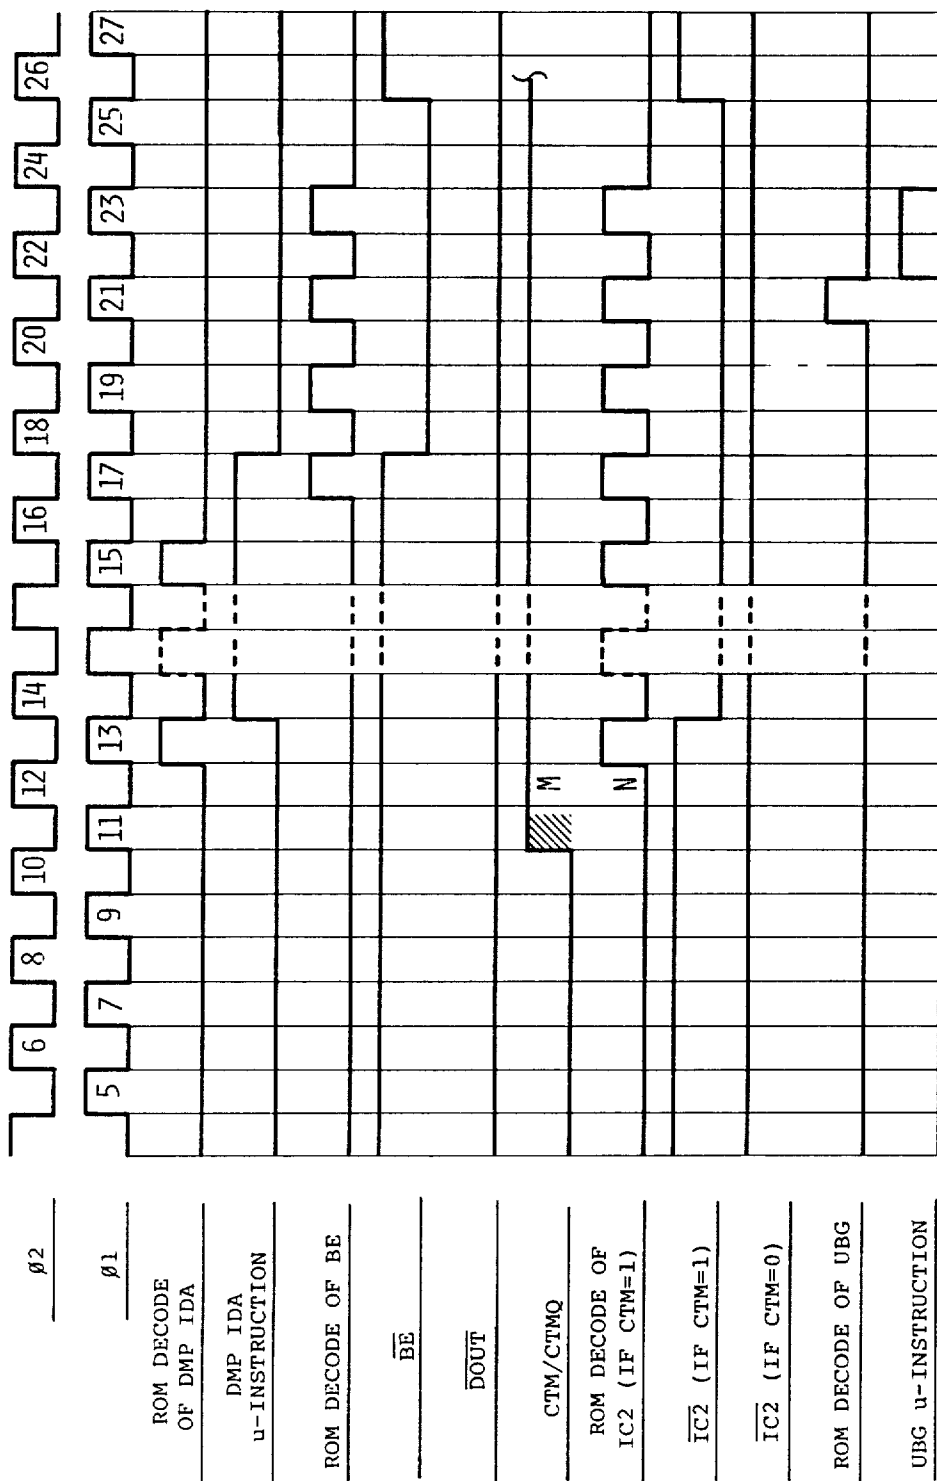 ø2
6
8
10
12
14
16
18
20
22
24
26
ø1
5
7
9
11
13
15
17
19
21
23
25
27
ROM DECODE
OF DMP IDA
DMP IDA
u-INSTRUCTION
ROM DECODE OF BE
BE
DOUT
CTM/CTMQ
M
ROM DECODE OF
IC2 (IF CTM=1)
N
IC2 (IF CTM=1)
IC2 (IF CTM=0)
ROM DECODE OF UBG
UBG u-INSTRUCTION